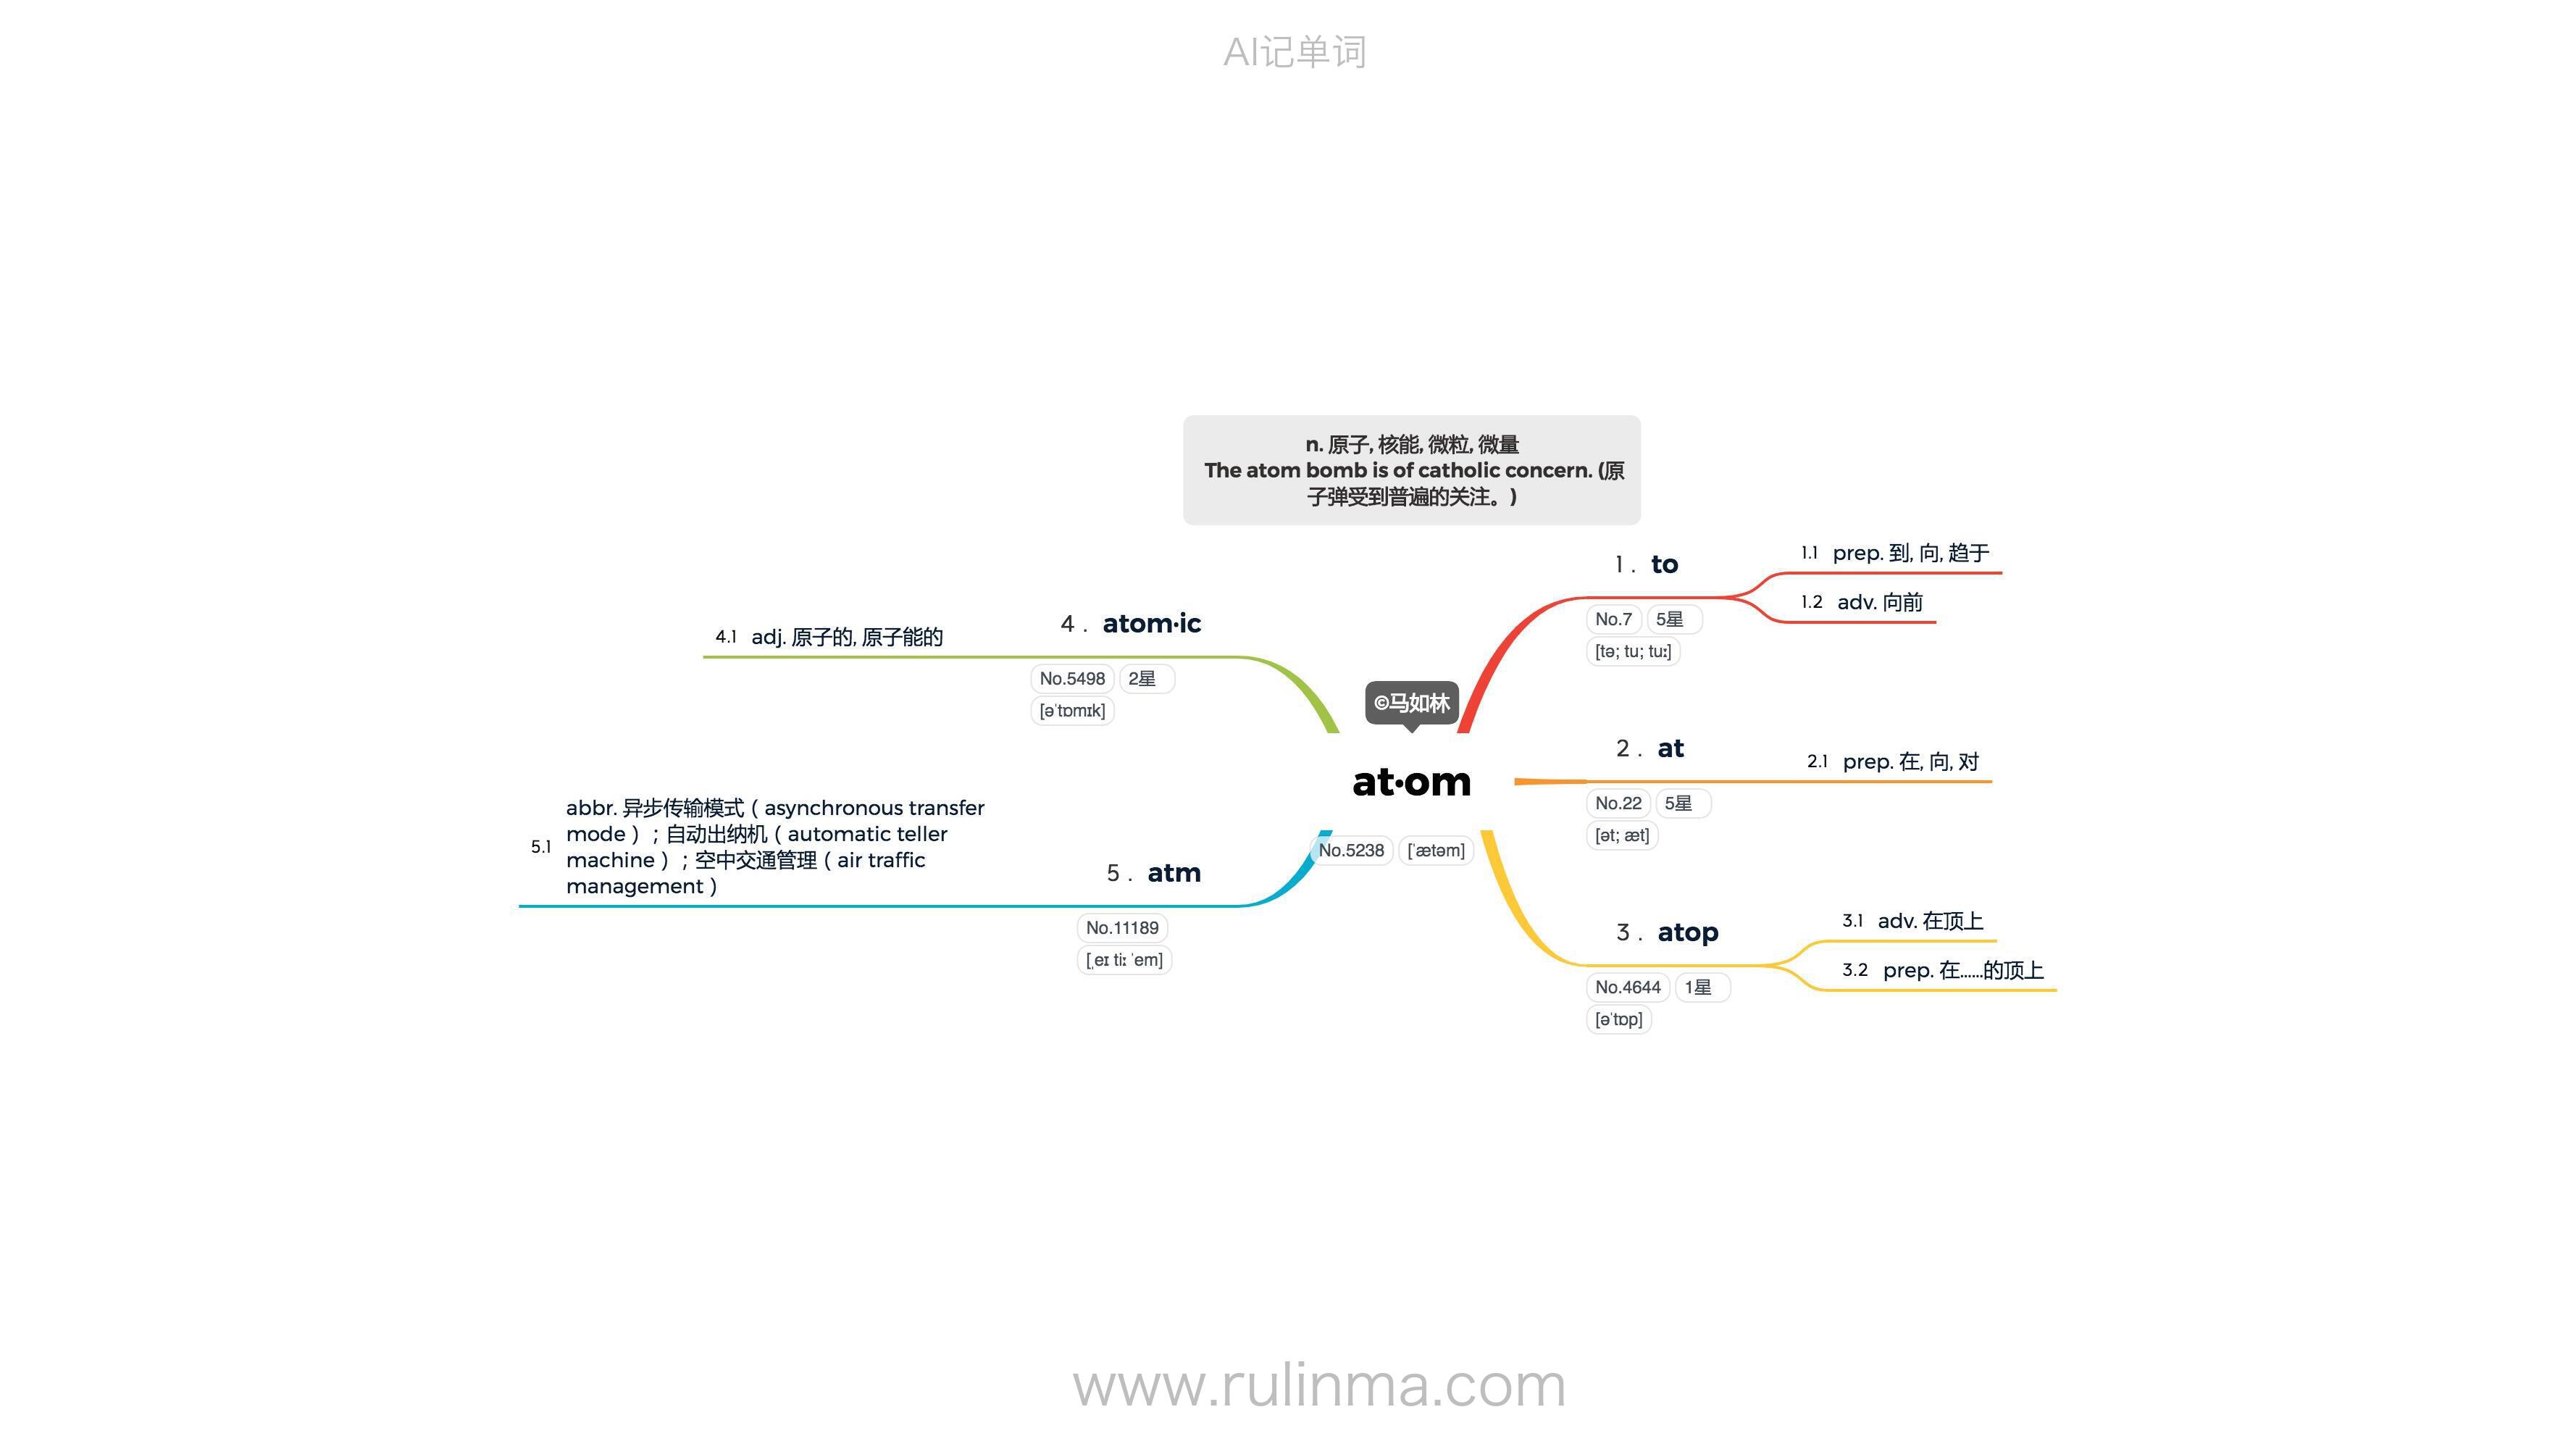 AI记单词
n. 原子, 核能, 微粒, 微量
The atom bomb is of catholic concern. (原
子弹受到普遍的关注。)
©马如林
at·om
No.5238 [ˈætəm]
1. to
No.7 5星
[tə; tu; tuː]
1.1 prep. 到, 向, 趋于
1.2 adv. 向前
2. at
No.22 5星
[ət; æt]
2.1 prep. 在, 向, 对
3. atop
No.4644 1星
[əˈtɒp]
3.1 adv. 在顶上
3.2 prep. 在……的顶上
4. atom·ic
No.5498 2星
[əˈtɒmɪk]
4.1 adj. 原子的, 原子能的
5. atm
No.11189
[ˌeɪ tiː ˈem]
5.1 abbr. 异步传输模式（asynchronous transfer
mode）；自动出纳机（automatic teller
machine）；空中交通管理（air traffic
management）
www.rulinma.com